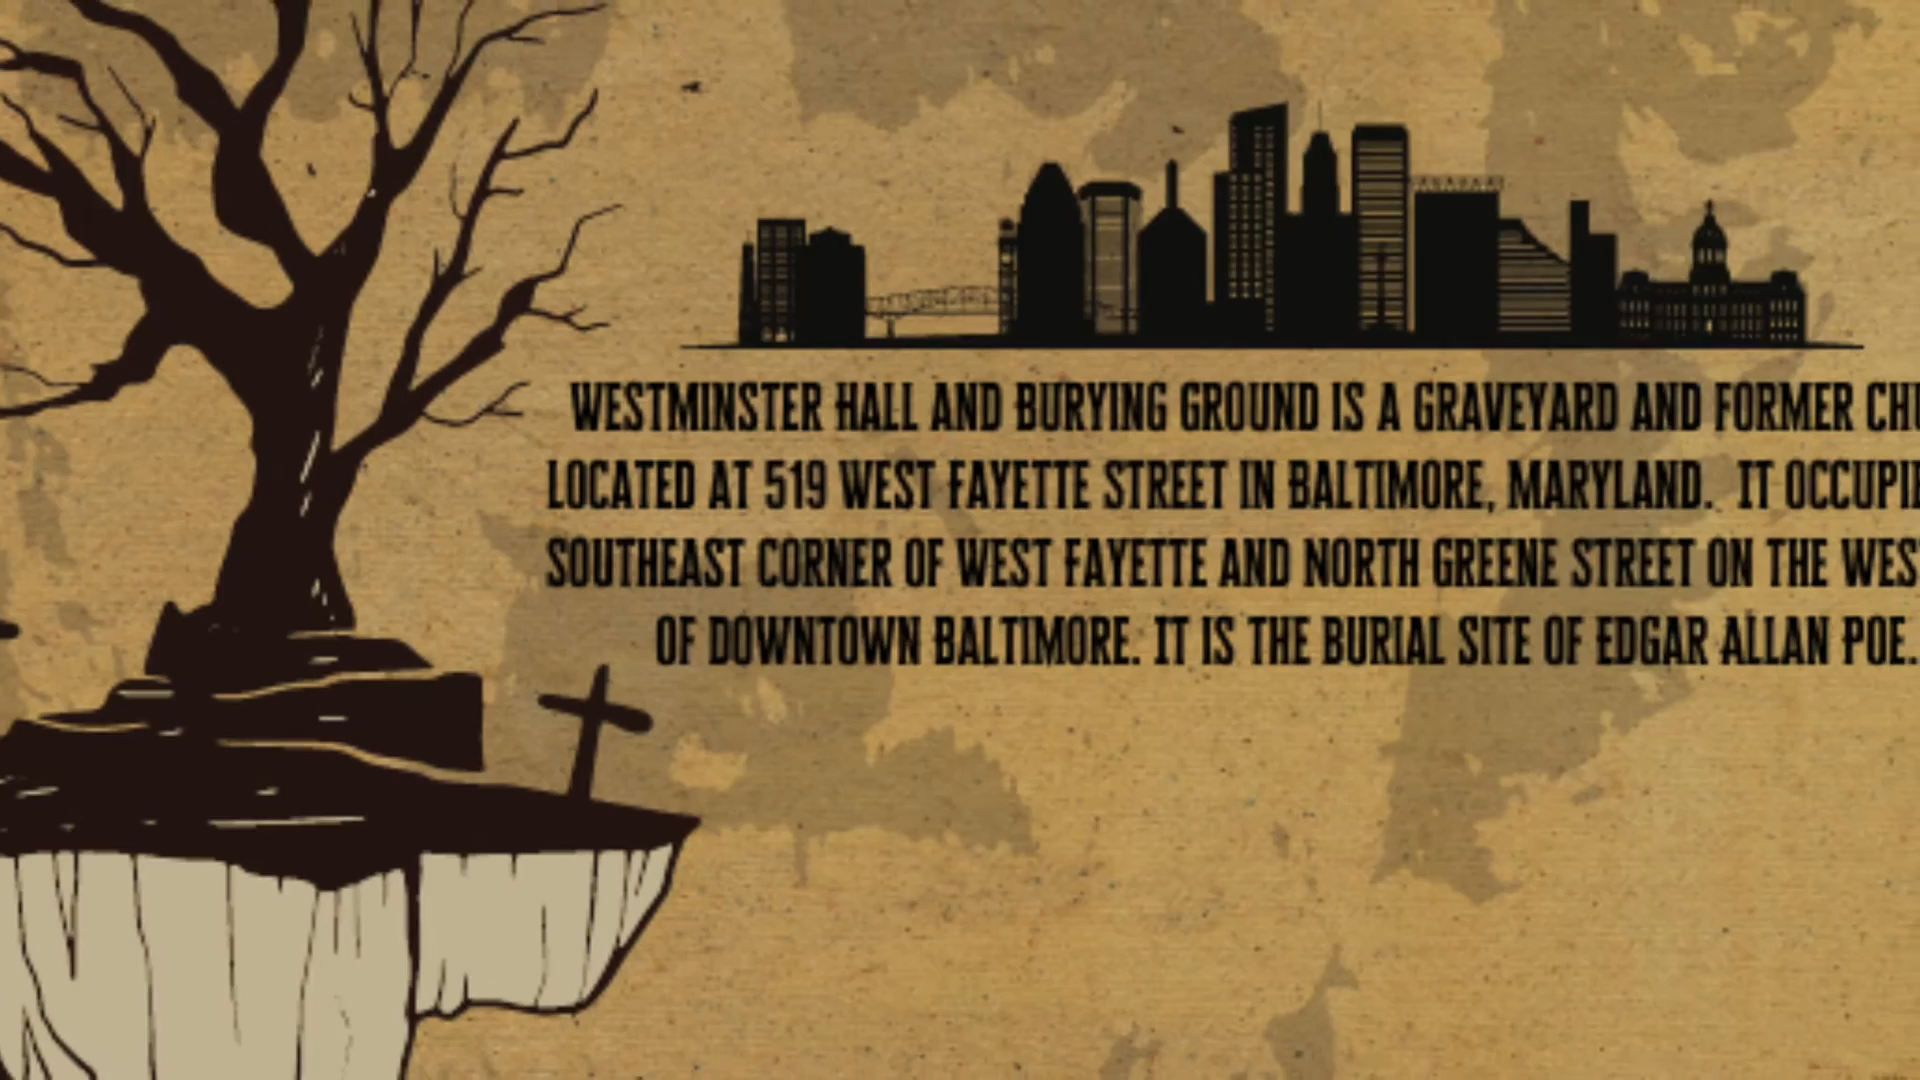 WESTMINSTER HALL AND BURYING GROUND IS A GRAVEYARD AND FORMER
LOCATED AT 519 WEST FAYETTE STREET IN BALTIMORE, MARYLAND. IT
SOUTHEAST CORNER OF WEST FAYETTE AND NORTH GREENE STREET ON THE
OF DOWNTOWN BALTIMORE. IT IS THE BURIAL SITE OF EDGAR ALLAN POE.